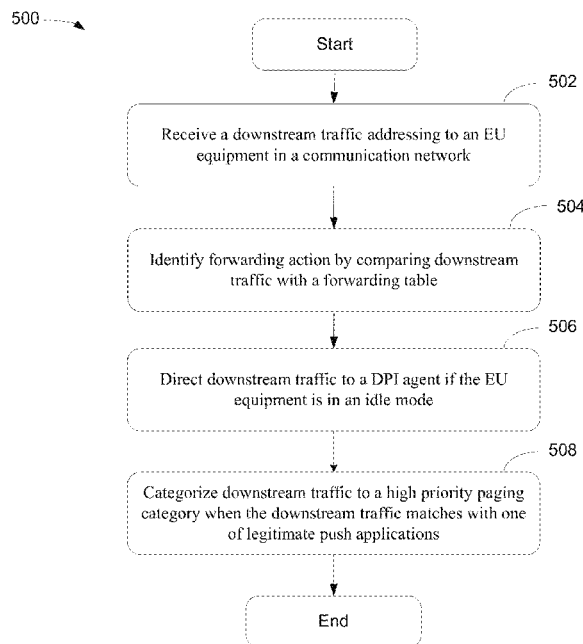 500
Start
502
Receive a downstream traffic addressing to an EU
equipment in a communication network
504
Identify forwarding action by comparing downstream
traffic with a forwarding table
506
Direct downstream traffic to a DPI agent if the EU
equipment is in an idle mode
508
Categorize downstream traffic to a high priority paging
category when the downstream traffic matches with one
of legitimate push applications
End